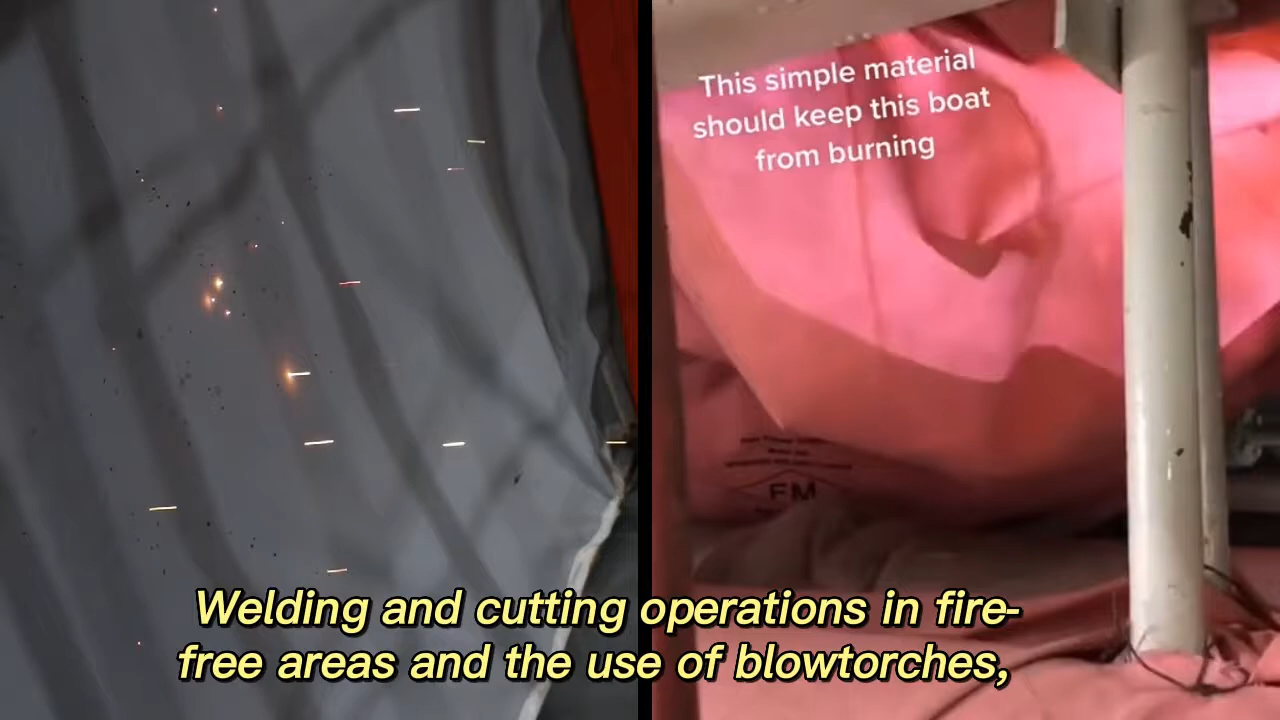 This simple material
should keep this boat
from burning
FM
Welding and cutting operations in fire-
free areas and the use of blowtorches,